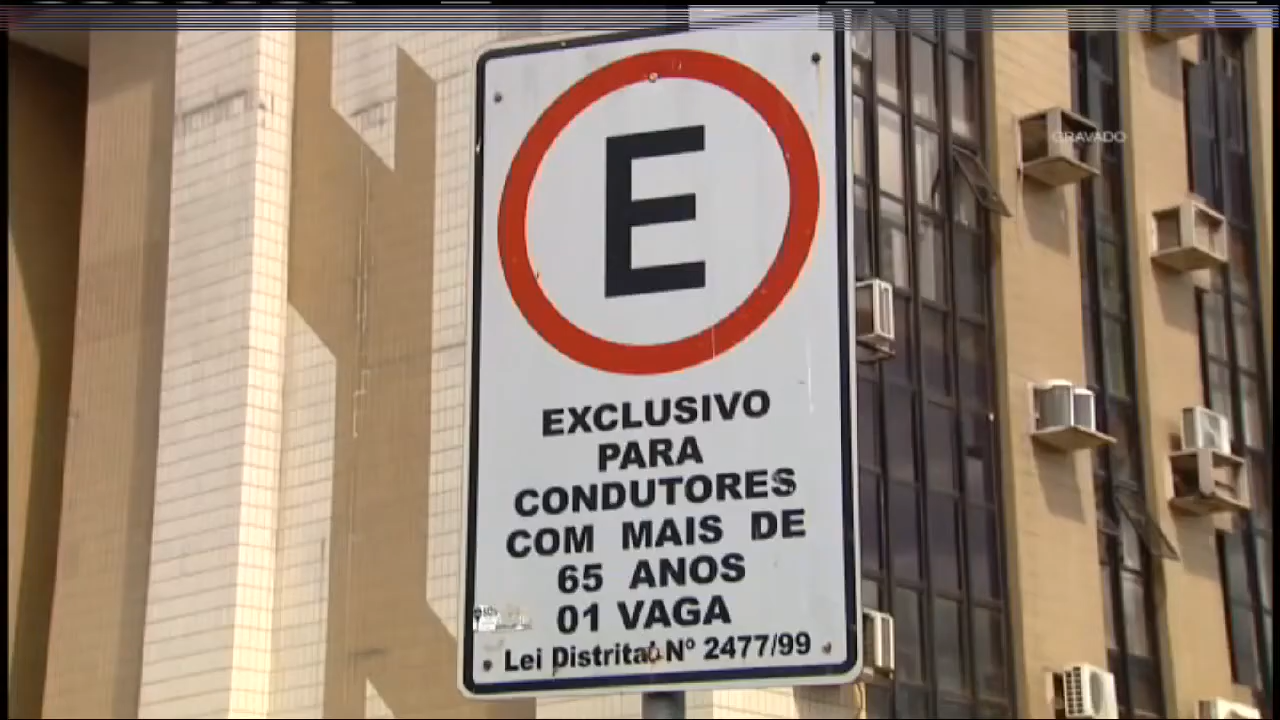 GRAVADO
E
EXCLUSIVO
PARA
CONDUTORES
COM MAIS DE
65 ANOS
01 VAGA
Lei Distrital Nº 2477/99